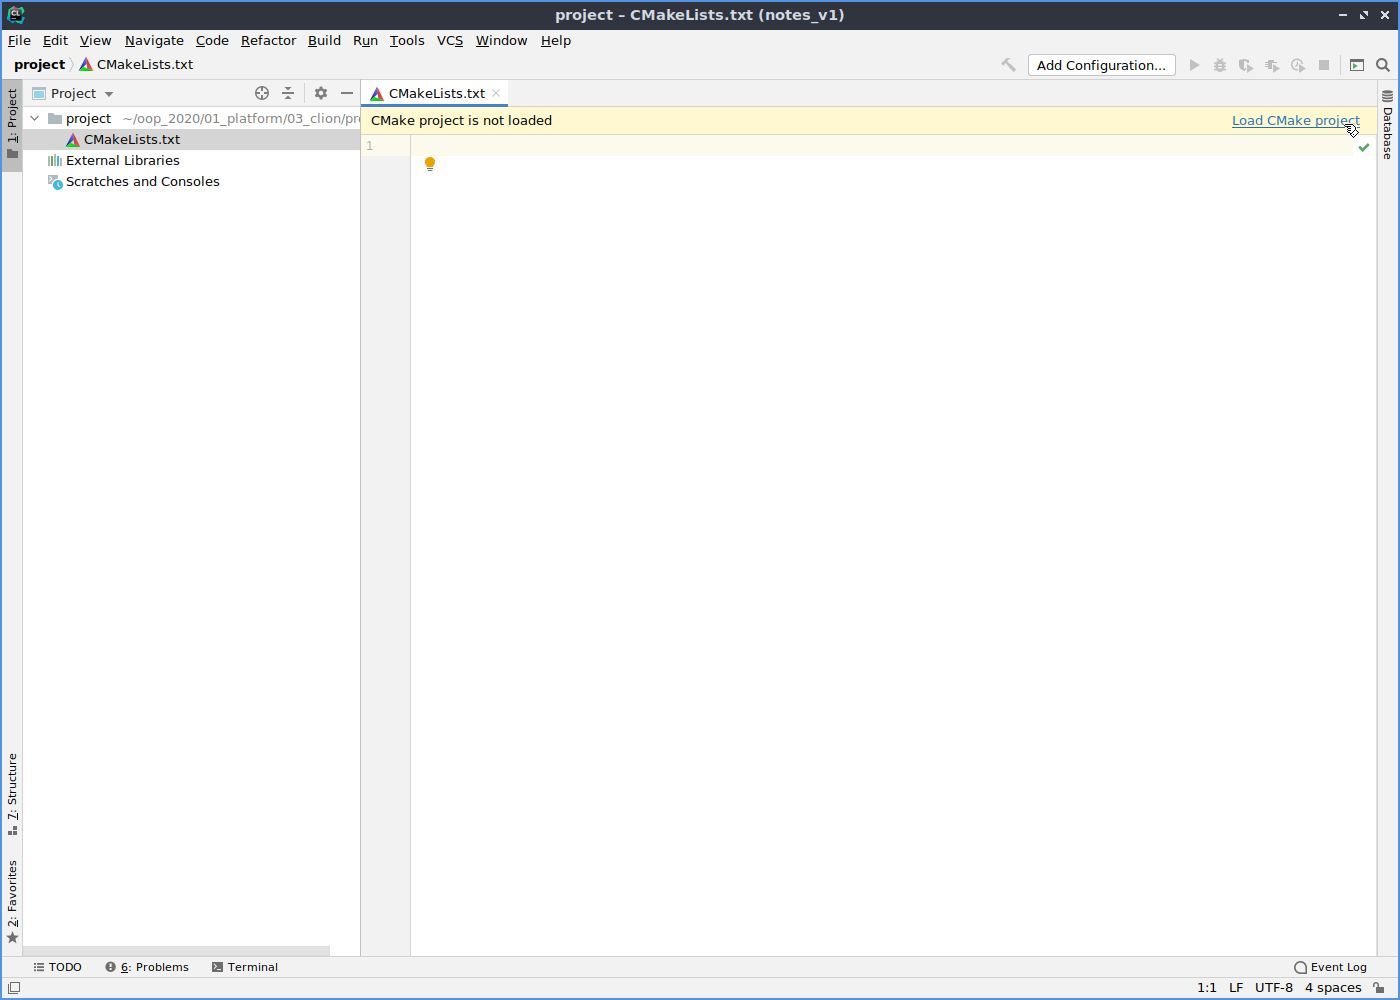 project – CMakeLists.txt (notes_v1)
File Edit View Navigate Code Refactor Build Run Tools VCS Window Help
project CMakeLists.txt Add Configuration...
1: Project
Project
CMakeLists.txt
project ~/oop_2020/01_platform/03_clion/pr
CMakeLists.txt
External Libraries
Scratches and Consoles
CMake project is not loaded Load CMake project
1
Database
7: Structure
2: Favorites
TODO 6: Problems Terminal Event Log
1:1 LF UTF-8 4 spaces